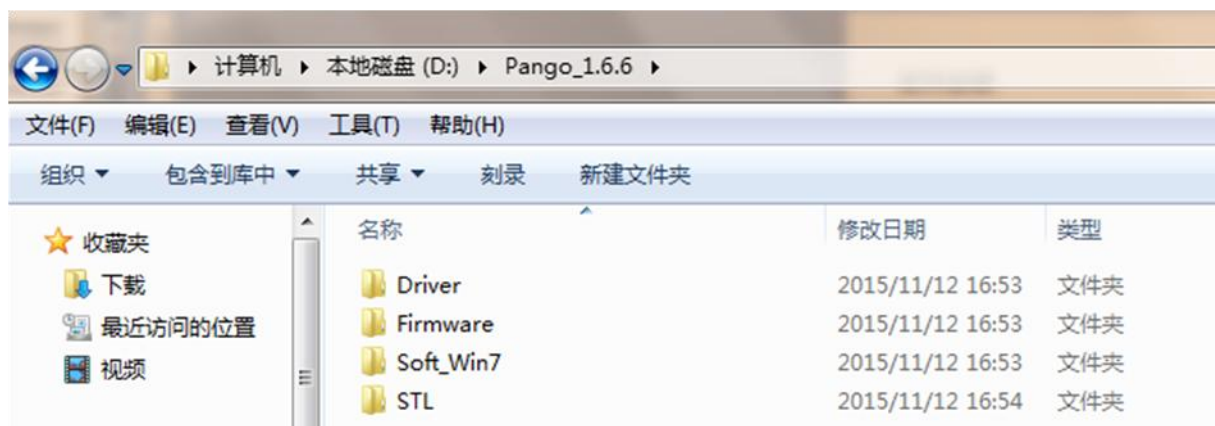 计算机 本地磁盘 (D:) Pango_1.6.6
文件(F) 编辑(E) 查看(V) 工具(T) 帮助(H)
组织 包含到库中 共享 刻录 新建文件夹
收藏夹
下载
最近访问的位置
视频
名称 修改日期 类型
Driver 2015/11/12 16:53 文件夹
Firmware 2015/11/12 16:53 文件夹
Soft_Win7 2015/11/12 16:53 文件夹
STL 2015/11/12 16:54 文件夹